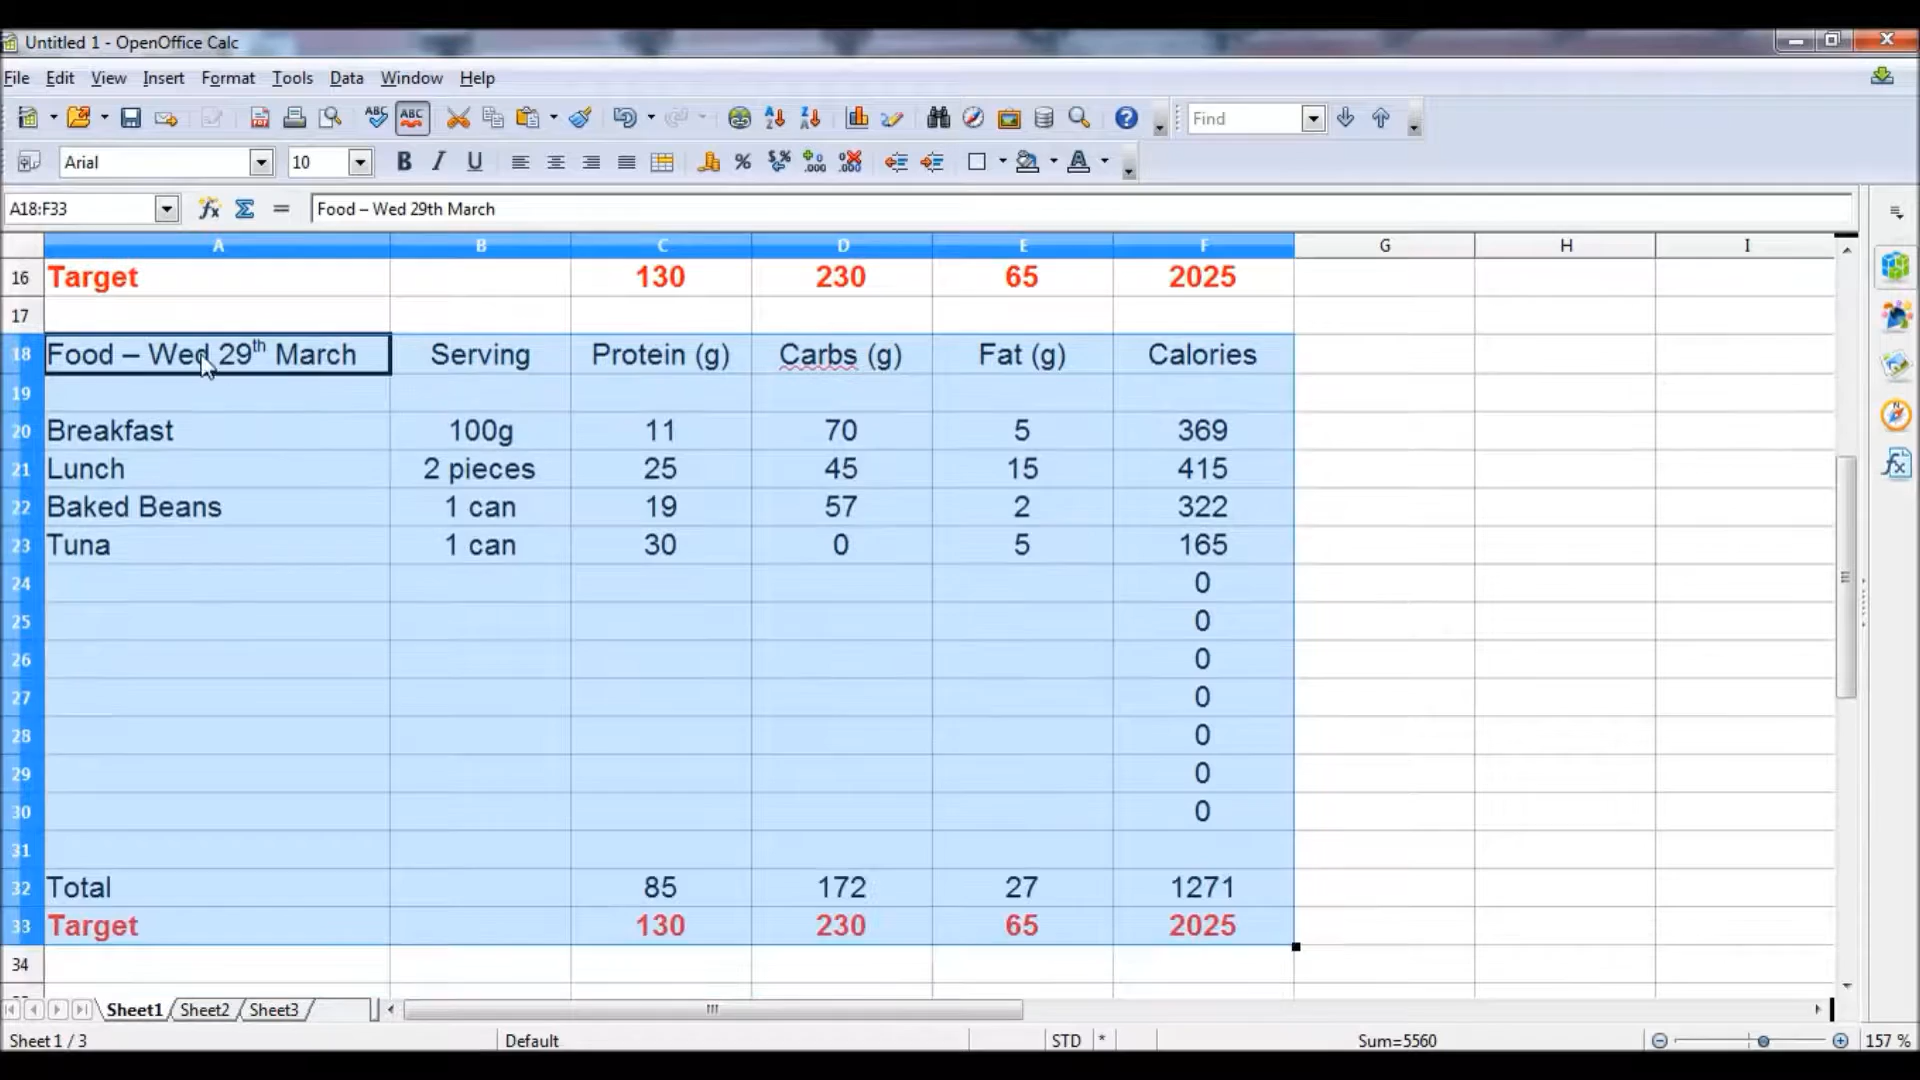 Untitled 1 - OpenOffice Calc
File Edit View Insert Format Tools Data Window Help
ABC ABC Find
Arial 10 B I U % .000 .000 A
A18:F33 fx Σ = Food – Wed 29th March
A B C D E F G H I
16 Target 130 230 65 2025
17
18 Food – Wed 29th March Serving Protein (g) Carbs (g) Fat (g) Calories
19
20 Breakfast 100g 11 70 5 369
21 Lunch 2 pieces 25 45 15 415
22 Baked Beans 1 can 19 57 2 322
23 Tuna 1 can 30 0 5 165
24 0
25 0
26 0
27 0
28 0
29 0
30 0
31
32 Total 85 172 27 1271
33 Target 130 230 65 2025
34
Sheet1 Sheet2 Sheet3
Sheet 1 / 3 Default STD * Sum=5560 157 %